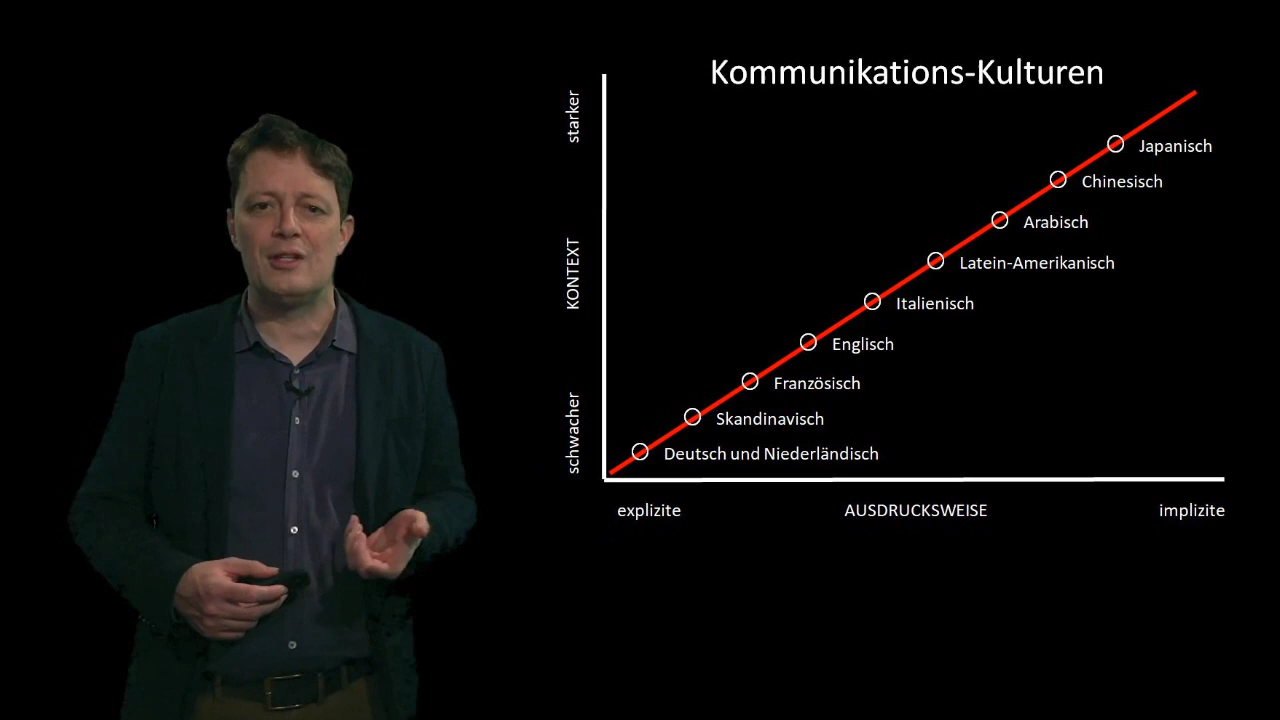 Kommunikations-Kulturen
starker
KONTEXT
schwacher
Japanisch
Chinesisch
Arabisch
Latein-Amerikanisch
Italienisch
Englisch
Französisch
Skandinavisch
Deutsch und Niederländisch
explizite
AUSDRUCKSWEISE
implizite